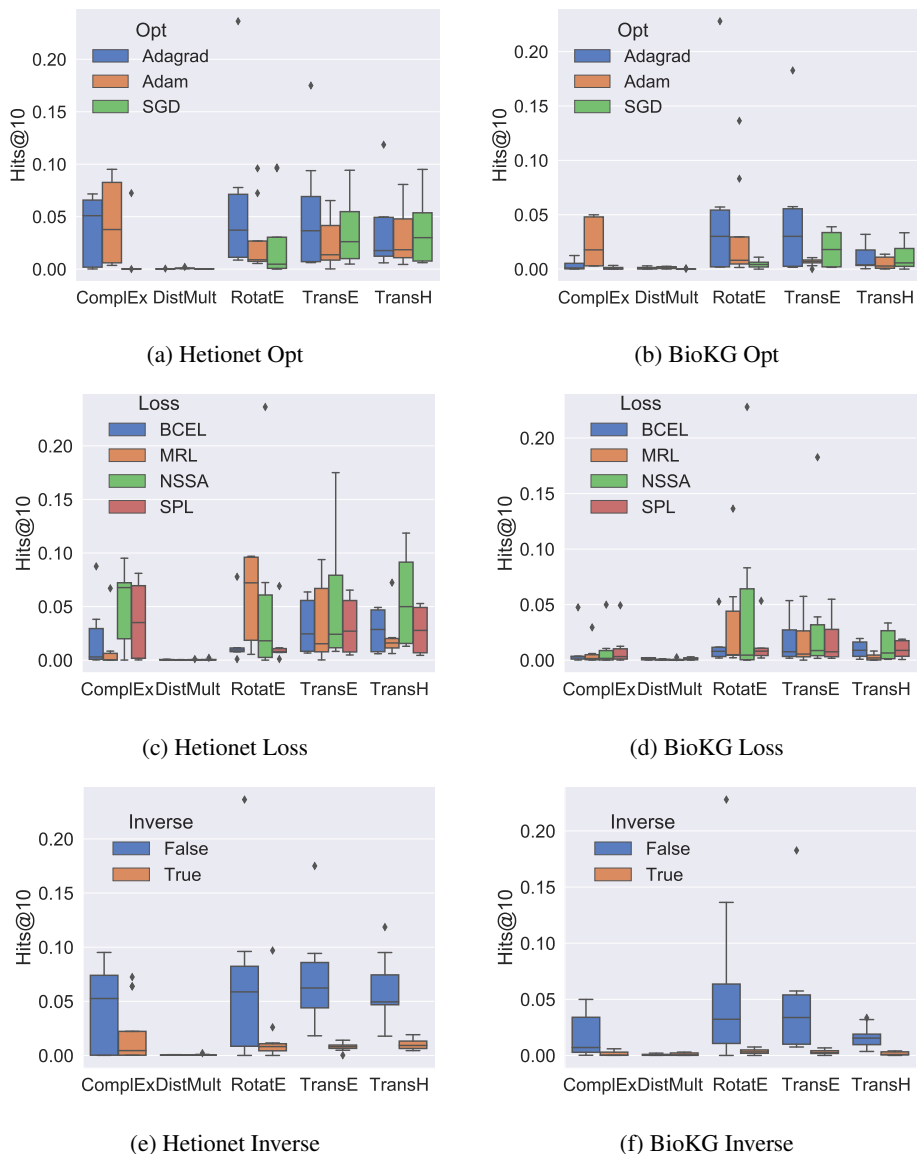 Opt
Adagrad
Adam
SGD
Hits@10
0.20
0.15
0.10
0.05
0.00
ComplEx DistMult RotatE TransE TransH
(a) Hetionet Opt
Opt
Adagrad
Adam
SGD
Hits@10
0.20
0.15
0.10
0.05
0.00
ComplEx DistMult RotatE TransE TransH
(b) BioKG Opt
Loss
BCEL
MRL
NSSA
SPL
Hits@10
0.20
0.15
0.10
0.05
0.00
ComplEx DistMult RotatE TransE TransH
(c) Hetionet Loss
Loss
BCEL
MRL
NSSA
SPL
Hits@10
0.20
0.15
0.10
0.05
0.00
ComplEx DistMult RotatE TransE TransH
(d) BioKG Loss
Inverse
False
True
Hits@10
0.20
0.15
0.10
0.05
0.00
ComplEx DistMult RotatE TransE TransH
(e) Hetionet Inverse
Inverse
False
True
Hits@10
0.20
0.15
0.10
0.05
0.00
ComplEx DistMult RotatE TransE TransH
(f) BioKG Inverse